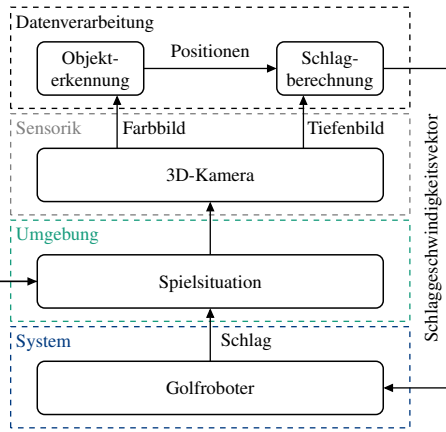 Datenverarbeitung
Objekt-
erkennung
Positionen
Schlag-
berechnung
Sensorik
Farbbild
Tiefenbild
3D-Kamera
Umgebung
Spielsituation
System
Schlag
Golfroboter
Schlaggeschwindigkeitsvektor